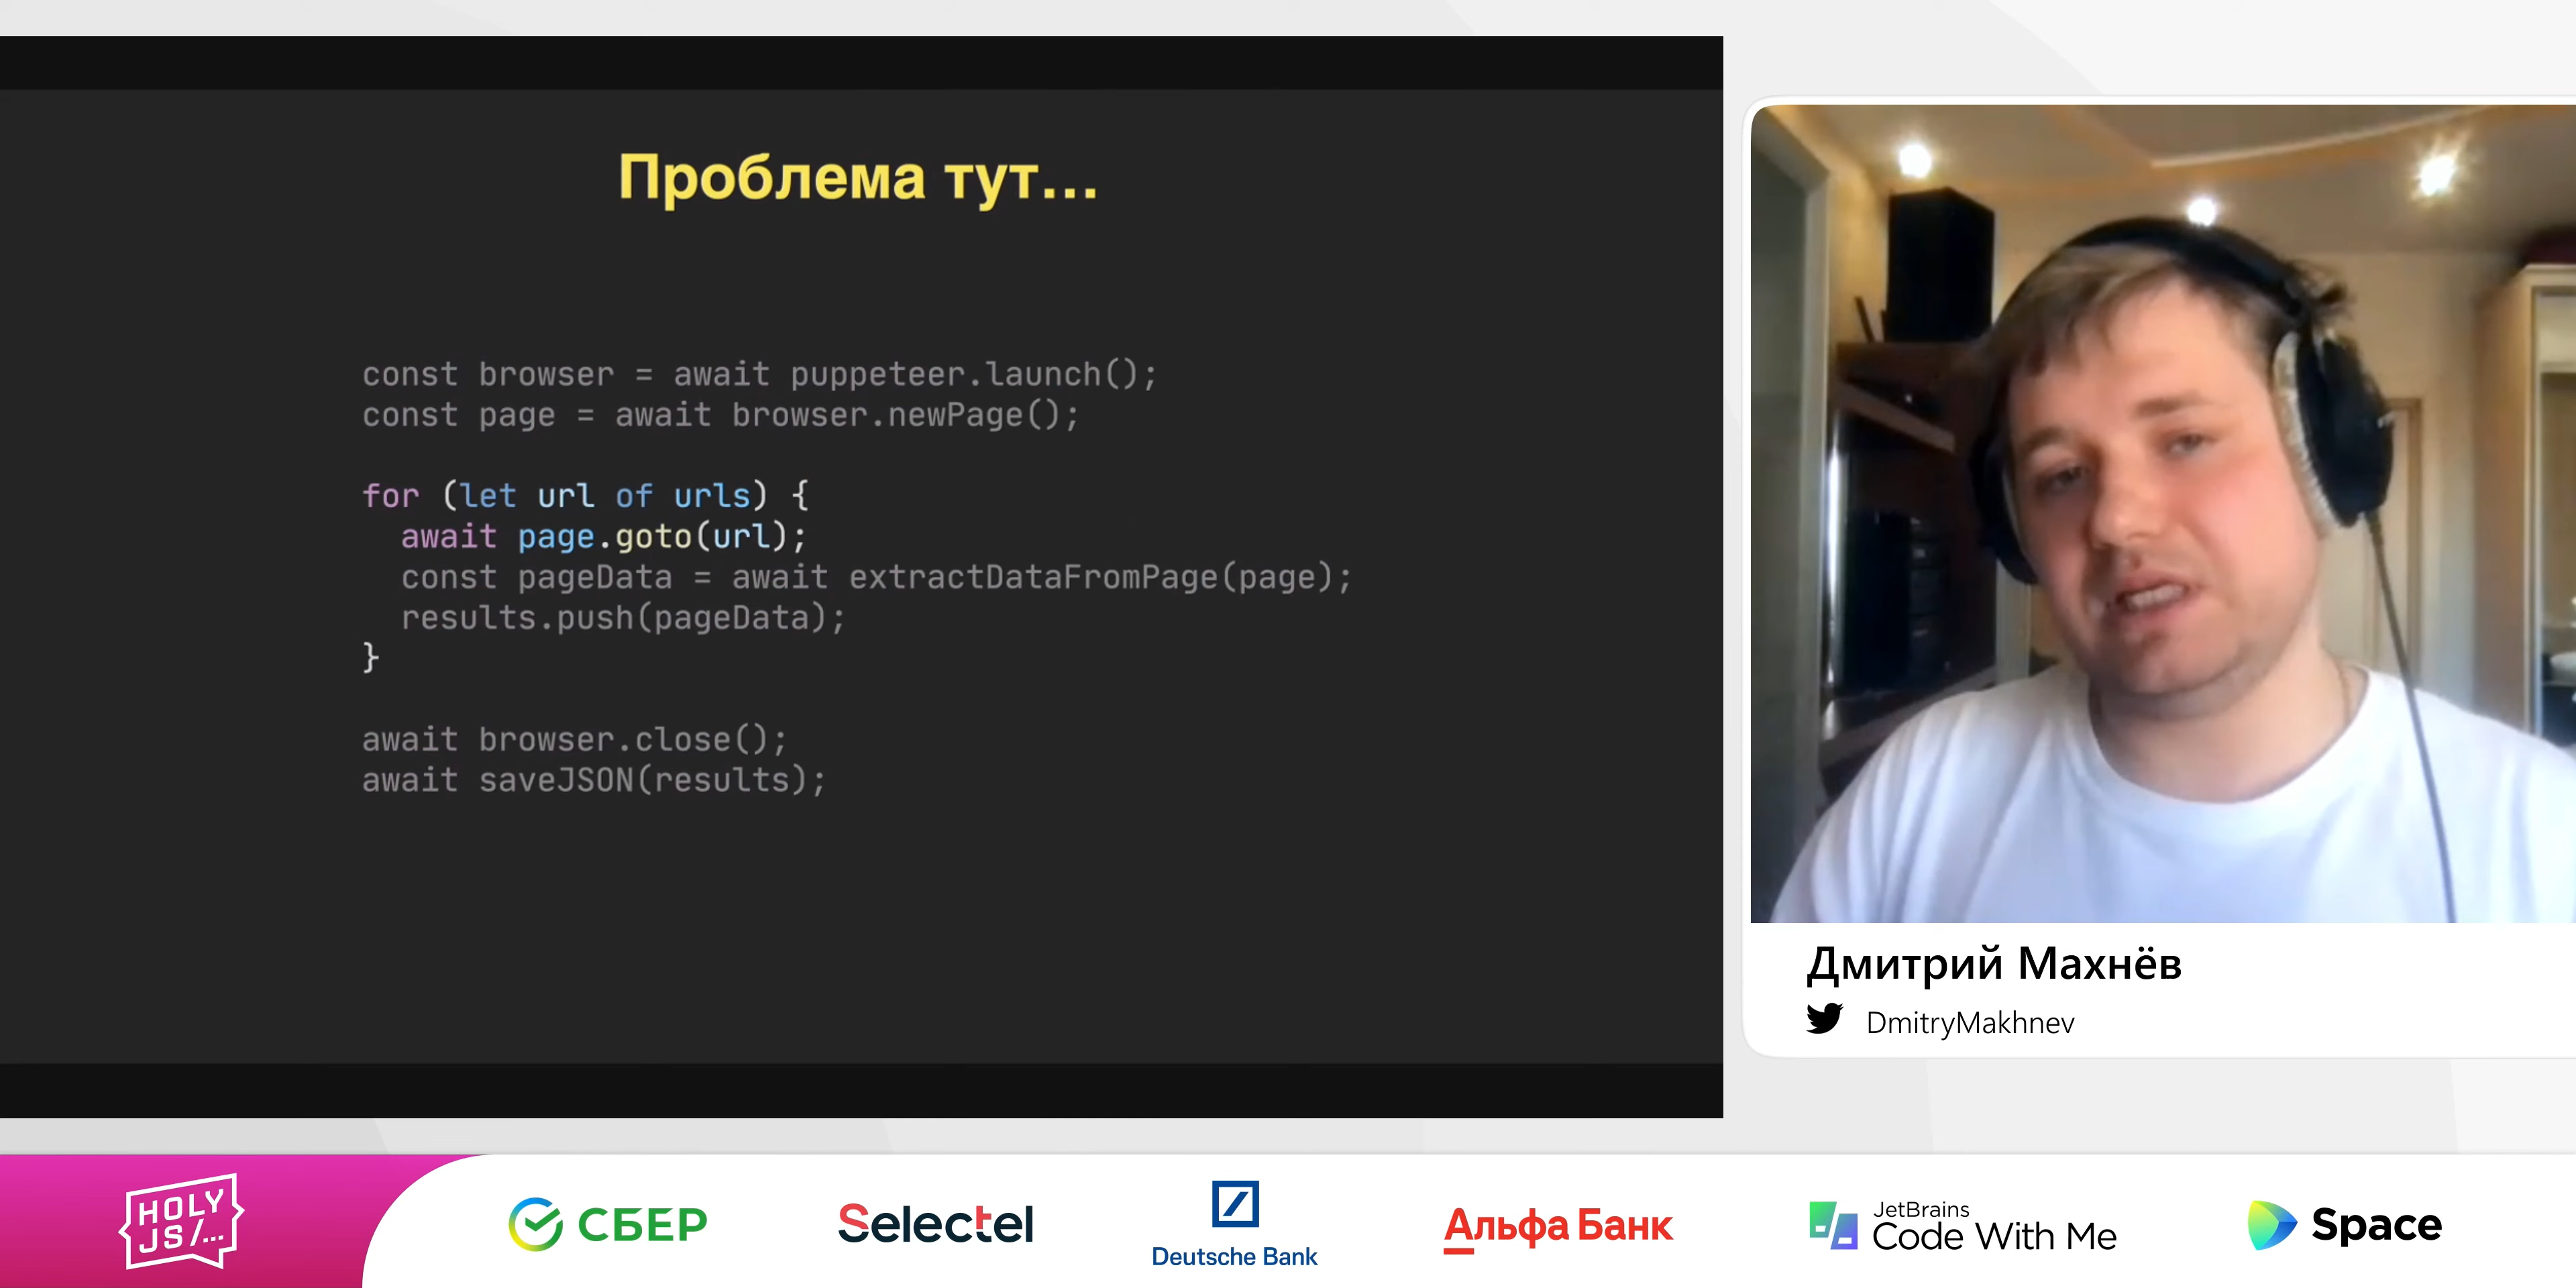 Проблема тут...
const browser = await puppeteer.launch();
const page = await browser.newPage();
for (let url of urls) {
  await page.goto(url);
  const pageData = await extractDataFromPage(page);
  results.push(pageData);
}
await browser.close();
await saveJSON(results);
Дмитрий Махнёв
DmitryMakhnev
HOLY
JS/...
СБЕР
Selectel
Deutsche Bank
Альфа Банк
JetBrains
Code With Me
Space